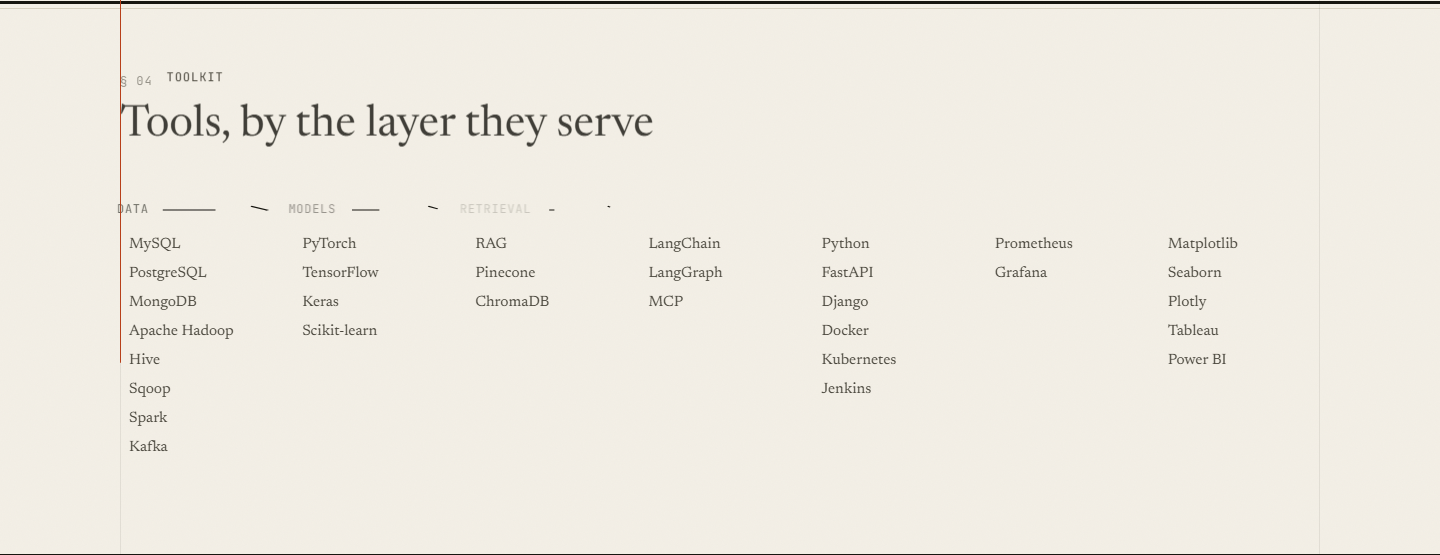 § 04 TOOLKIT
Tools, by the layer they serve
DATA MODELS RETRIEVAL
MySQL PyTorch RAG LangChain Python Prometheus Matplotlib
PostgreSQL TensorFlow Pinecone LangGraph FastAPI Grafana Seaborn
MongoDB Keras ChromaDB MCP Django Plotly
Apache Hadoop Scikit-learn Docker Tableau
Hive Kubernetes Power BI
Sqoop Jenkins
Spark
Kafka